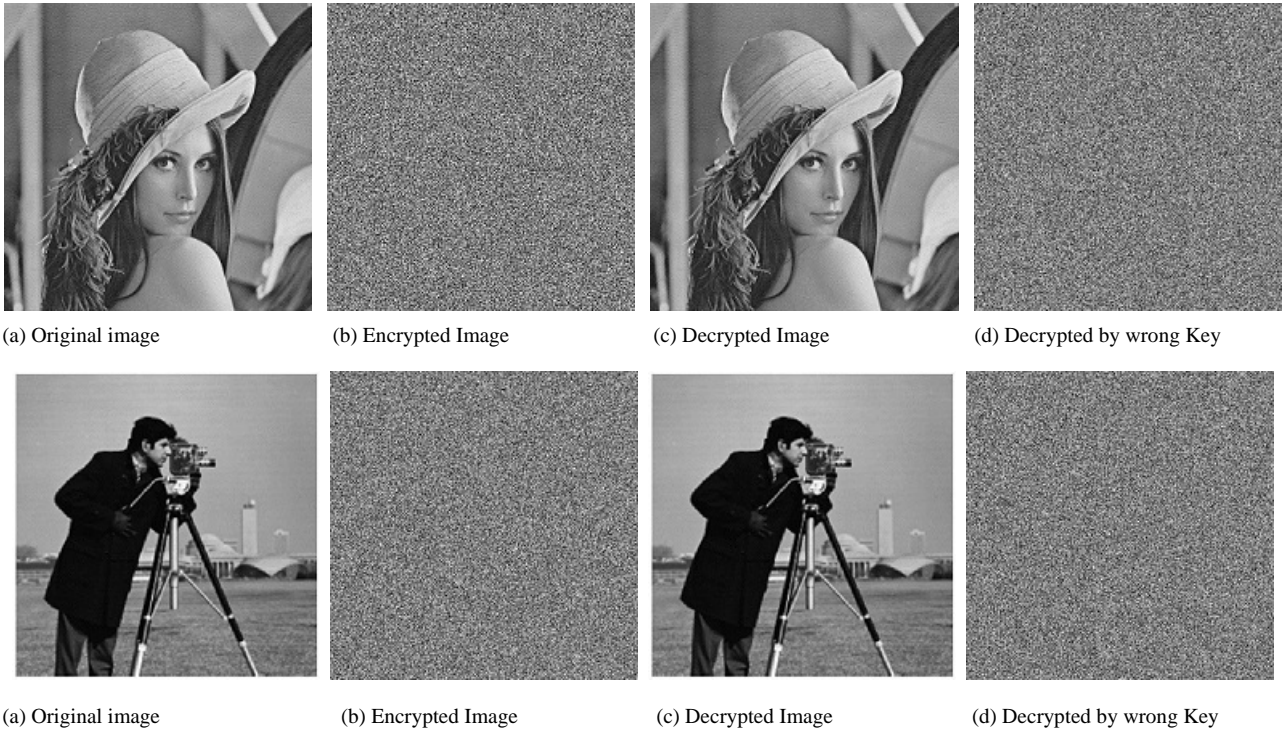 (a) Original image
(b) Encrypted Image
(c) Decrypted Image
(d) Decrypted by wrong Key
(a) Original image
(b) Encrypted Image
(c) Decrypted Image
(d) Decrypted by wrong Key